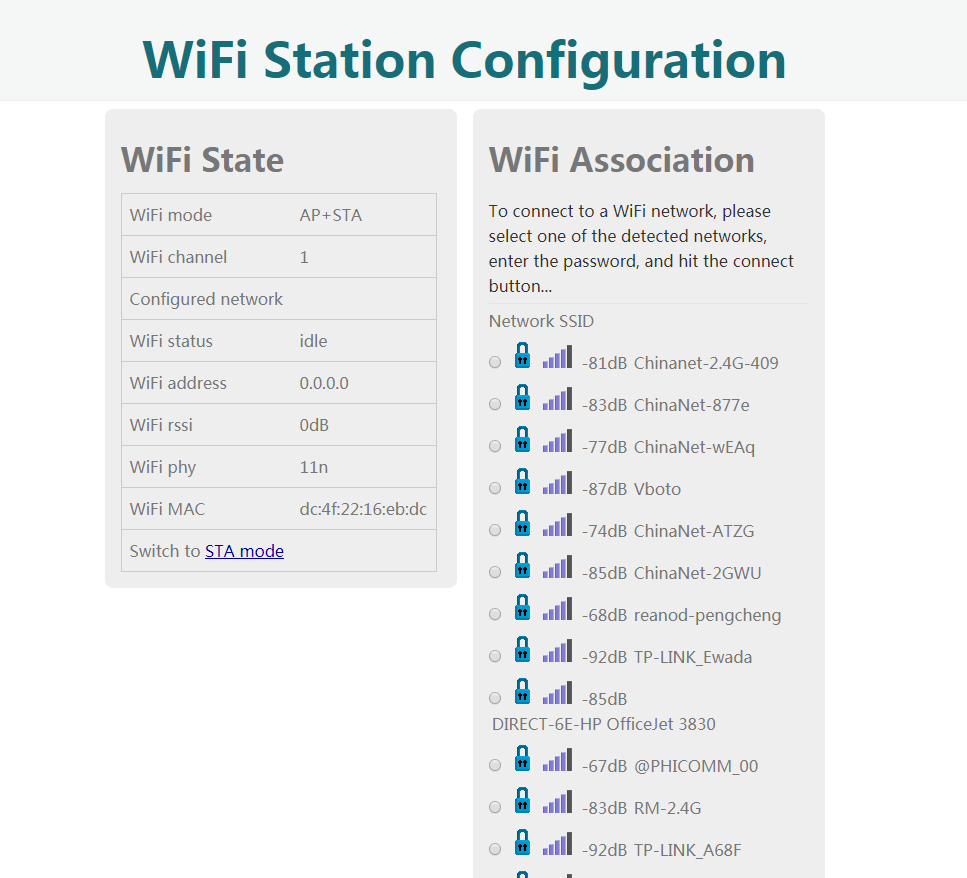 WiFi Station Configuration
WiFi State
WiFi mode AP+STA
WiFi channel 1
Configured network
WiFi status idle
WiFi address 0.0.0.0
WiFi rssi 0dB
WiFi phy 11n
WiFi MAC dc:4f:22:16:eb:dc
Switch to STA mode
WiFi Association
To connect to a WiFi network, please
select one of the detected networks,
enter the password, and hit the connect
button...
Network SSID
-81dB Chinanet-2.4G-409
-83dB ChinaNet-877e
-77dB ChinaNet-wEAq
-87dB Vboto
-74dB ChinaNet-ATZG
-85dB ChinaNet-2GWU
-68dB reanod-pengcheng
-92dB TP-LINK_Ewada
-85dB
DIRECT-6E-HP OfficeJet 3830
-67dB @PHICOMM_00
-83dB RM-2.4G
-92dB TP-LINK_A68F